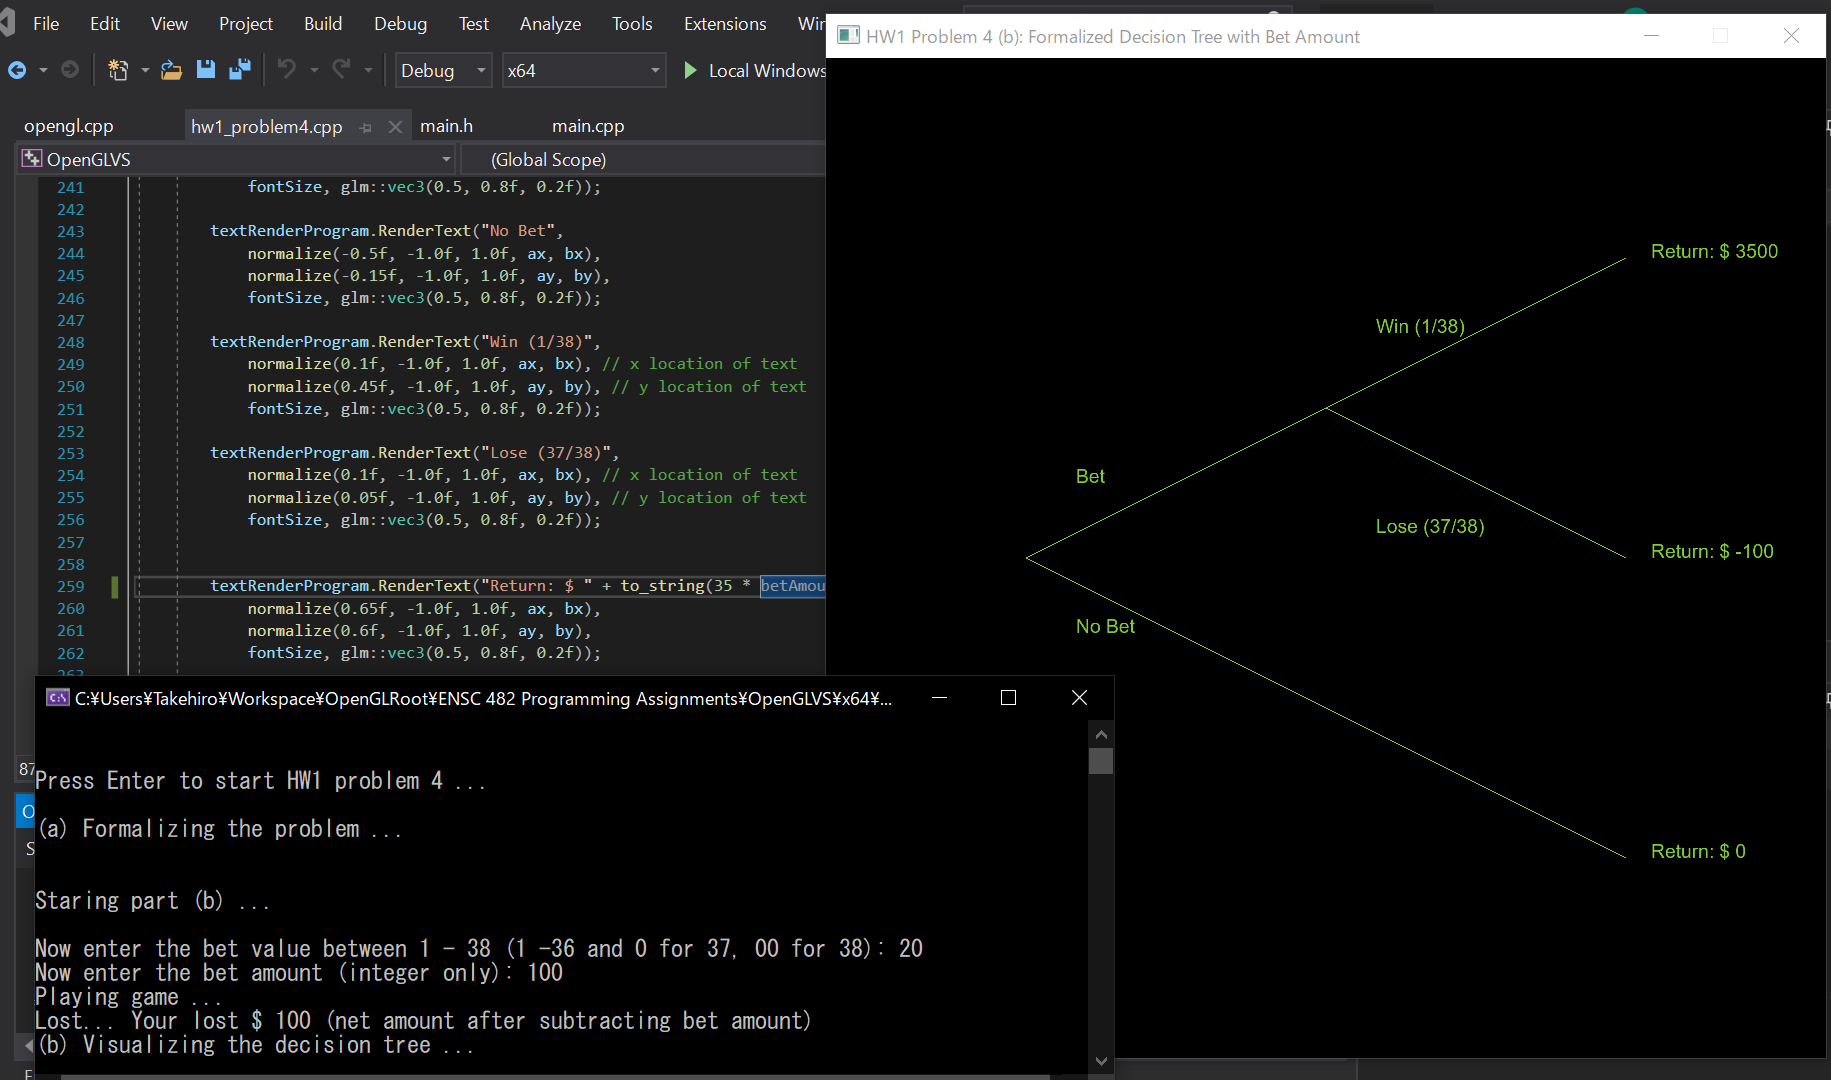 File Edit View Project Build Debug Test Analyze Tools Extensions
Debug x64 Local Windows
opengl.cpp hw1_problem4.cpp main.h main.cpp
OpenGLVS (Global Scope)
241 fontSize, glm::vec3(0.5, 0.8f, 0.2f));
242
243 textRenderProgram.RenderText("No Bet",
244 normalize(-0.5f, -1.0f, 1.0f, ax, bx),
245 normalize(-0.15f, -1.0f, 1.0f, ay, by),
246 fontSize, glm::vec3(0.5, 0.8f, 0.2f));
247
248 textRenderProgram.RenderText("Win (1/38)",
249 normalize(0.1f, -1.0f, 1.0f, ax, bx), // x location of text
250 normalize(0.45f, -1.0f, 1.0f, ay, by), // y location of text
251 fontSize, glm::vec3(0.5, 0.8f, 0.2f));
252
253 textRenderProgram.RenderText("Lose (37/38)",
254 normalize(0.1f, -1.0f, 1.0f, ax, bx), // x location of text
255 normalize(0.05f, -1.0f, 1.0f, ay, by), // y location of text
256 fontSize, glm::vec3(0.5, 0.8f, 0.2f));
257
258
259 textRenderProgram.RenderText("Return: $ " + to_string(35 * betAmou
260 normalize(0.65f, -1.0f, 1.0f, ax, bx),
261 normalize(0.6f, -1.0f, 1.0f, ay, by),
262 fontSize, glm::vec3(0.5, 0.8f, 0.2f));
87
HW1 Problem 4 (b): Formalized Decision Tree with Bet Amount
Return: $ 3500
Win (1/38)
Bet
Lose (37/38)
Return: $ -100
No Bet
Return: $ 0
C:¥Users¥Takehiro¥Workspace¥OpenGLRoot¥ENSC 482 Programming Assignments¥OpenGLVS¥x64¥...
Press Enter to start HW1 problem 4 ...
(a) Formalizing the problem ...
Staring part (b) ...
Now enter the bet value between 1 - 38 (1 -36 and 0 for 37, 00 for 38): 20
Now enter the bet amount (integer only): 100
Playing game ...
Lost... Your lost $ 100 (net amount after subtracting bet amount)
(b) Visualizing the decision tree ...